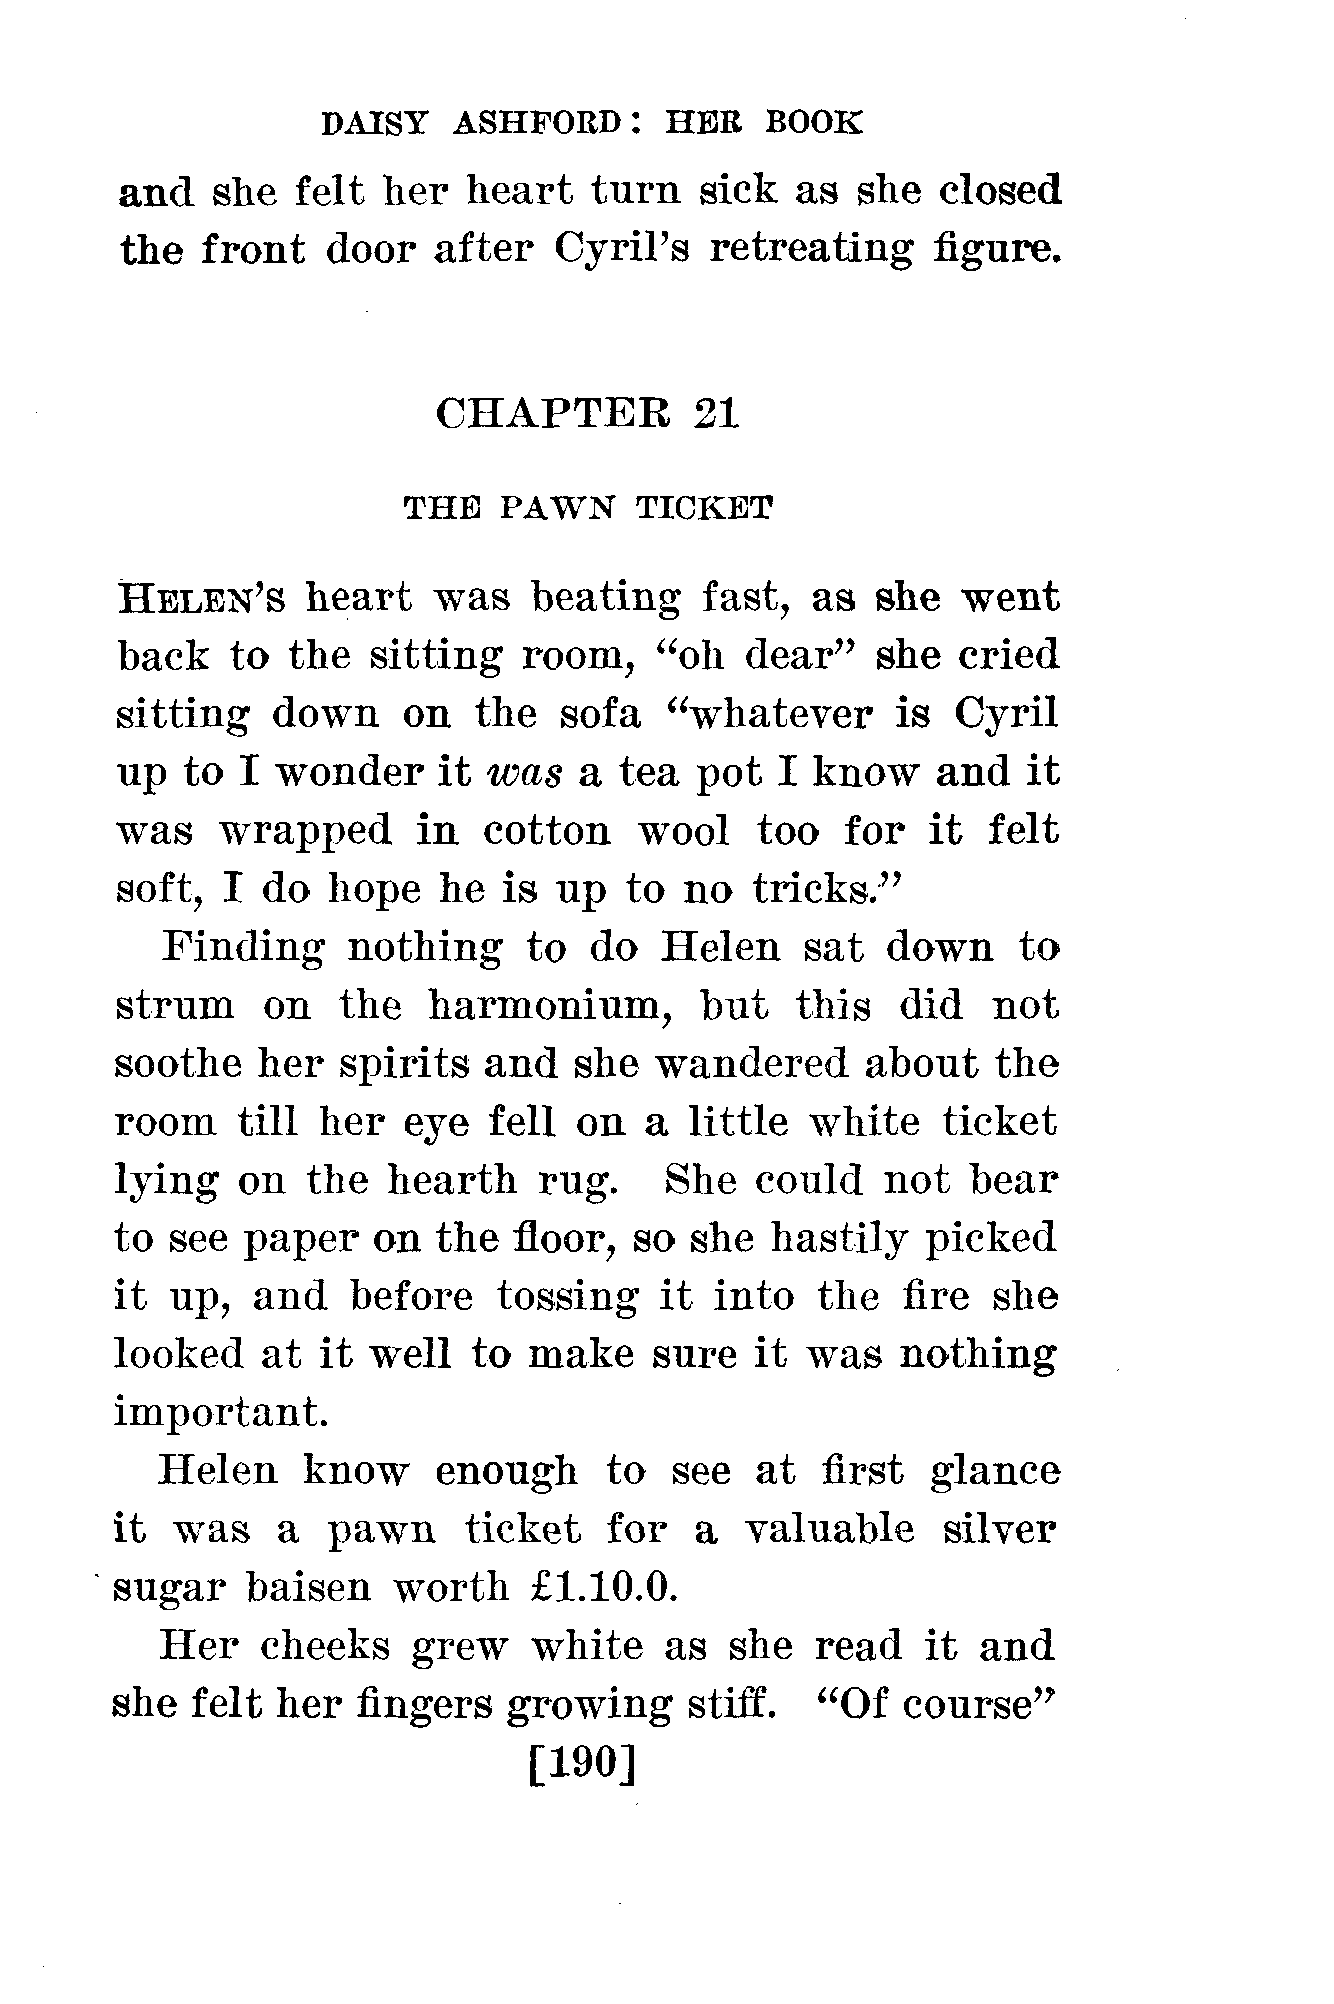 DAISY ASHFORD: HER BOOK
and she felt her heart turn sick as she closed
the front door after Cyril's retreating figure.
CHAPTER 21
THE PAWN TICKET
HELEN'S heart was beating fast, as she went
back to the sitting room, “oh dear” she cried
sitting down on the sofa “whatever is Cyril
up to I wonder it was a tea pot I know and it
was wrapped in cotton wool too for it felt
soft, I do hope he is up to no tricks.”
Finding nothing to do Helen sat down to
strum on the harmonium, but this did not
soothe her spirits and she wandered about the
room till her eye fell on a little white ticket
lying on the hearth rug. She could not bear
to see paper on the floor, so she hastily picked
it up, and before tossing it into the fire she
looked at it well to make sure it was nothing
important.
Helen know enough to see at first glance
it was a pawn ticket for a valuable silver
sugar baisen worth £1.10.0.
Her cheeks grew white as she read it and
she felt her fingers growing stiff. “Of course”
[190]